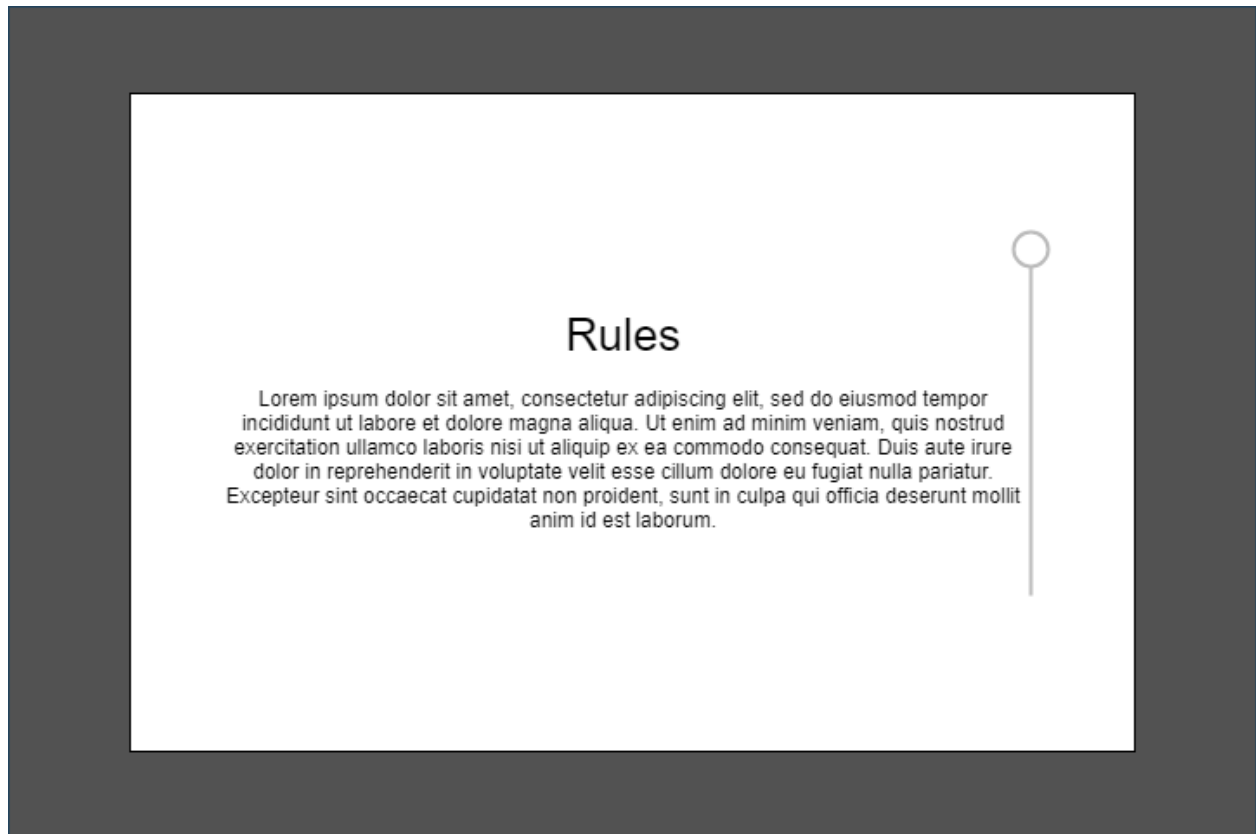 Rules
Lorem ipsum dolor sit amet, consectetur adipiscing elit, sed do eiusmod tempor
incididunt ut labore et dolore magna aliqua. Ut enim ad minim veniam, quis nostrud
exercitation ullamco laboris nisi ut aliquip ex ea commodo consequat. Duis aute irure
dolor in reprehenderit in voluptate velit esse cillum dolore eu fugiat nulla pariatur.
Excepteur sint occaecat cupidatat non proident, sunt in culpa qui officia deserunt mollit
anim id est laborum.